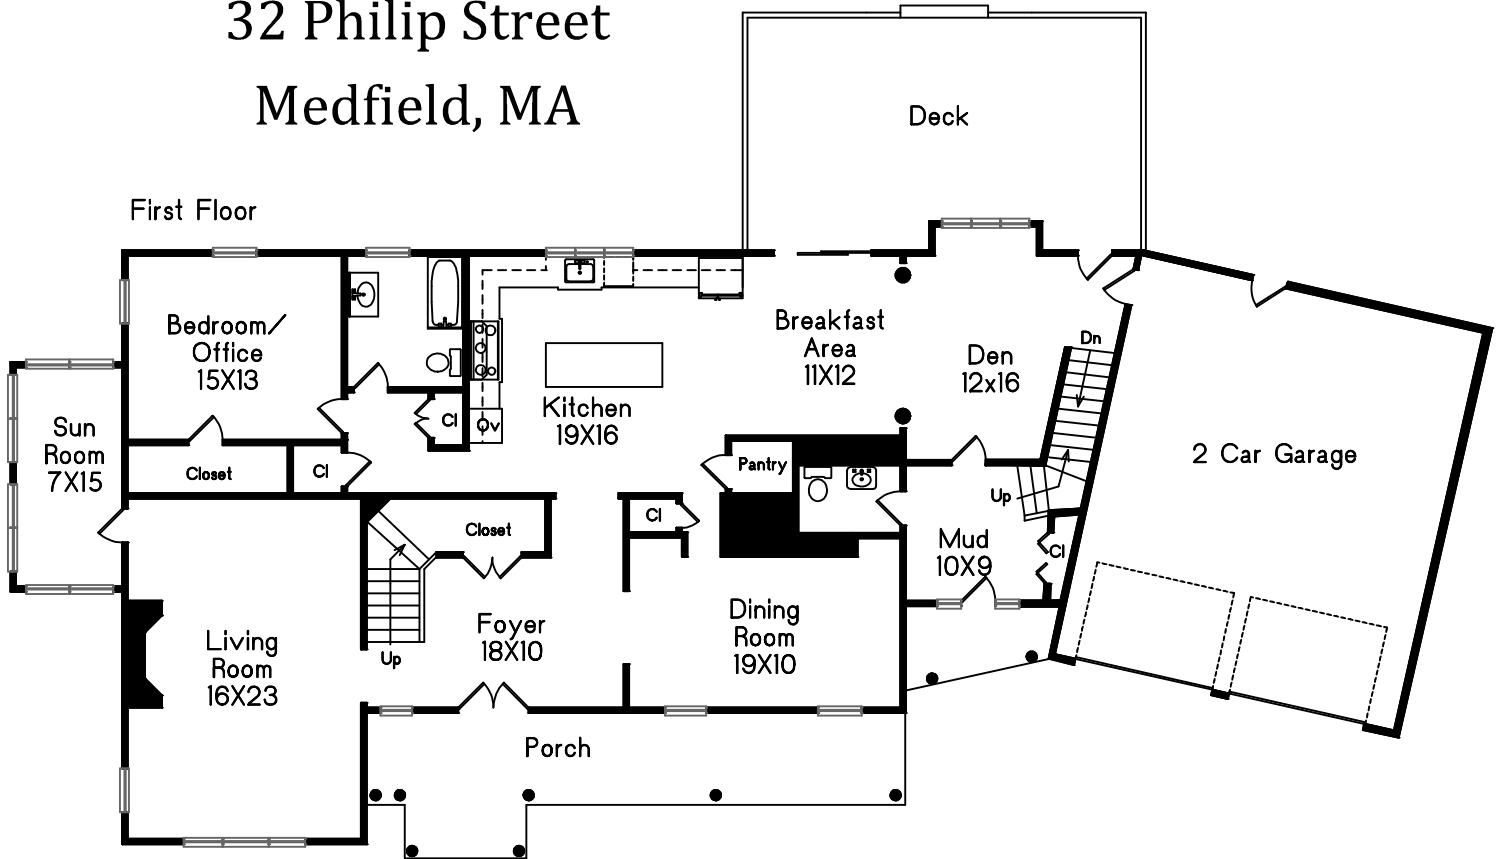 32 Philip Street
Medfield, MA
Deck
First Floor
Bedroom/
Office
15X13
Breakfast
Area
11X12
Dn
Den
12x16
Kitchen
19X16
Cl
Ov
Sun
Room
7X15
Closet
Cl
Pantry
2 Car Garage
Up
Closet
Cl
Mud
10X9
Cl
Living
Room
16X23
Up
Foyer
18X10
Dining
Room
19X10
Porch